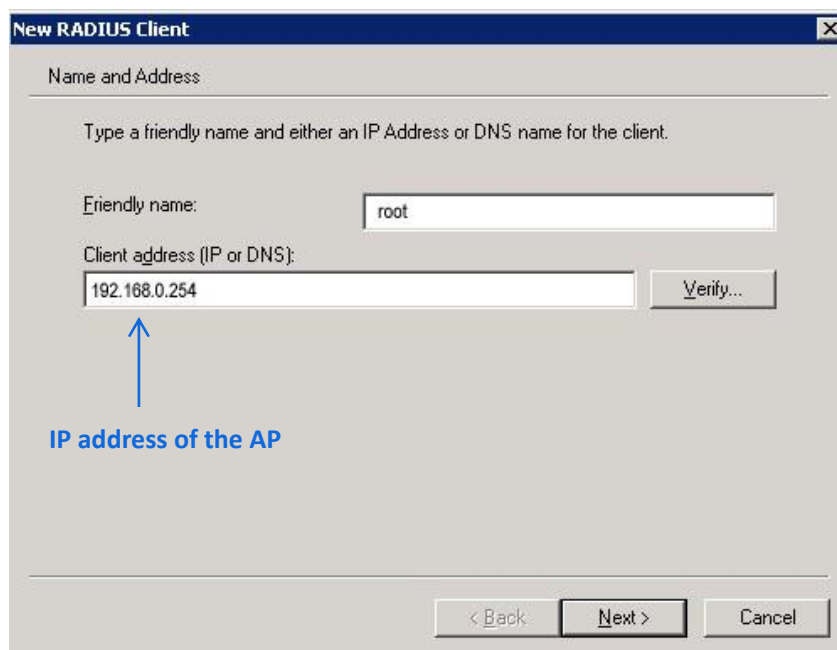 New RADIUS Client
Name and Address
Type a friendly name and either an IP Address or DNS name for the client.
Friendly name:
root
Client address (IP or DNS):
192.168.0.254
Verify...
IP address of the AP
< Back
Next >
Cancel